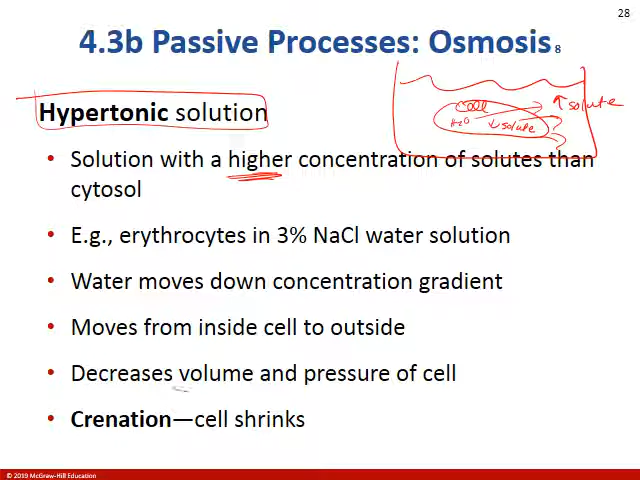 28
4.3b Passive Processes: Osmosis 8
Hypertonic solution
↑ solute
cell
H2O
↓ solute
• Solution with a higher concentration of solutes than
cytosol
• E.g., erythrocytes in 3% NaCl water solution
• Water moves down concentration gradient
• Moves from inside cell to outside
• Decreases volume and pressure of cell
• Crenation—cell shrinks
© 2019 McGraw-Hill Education